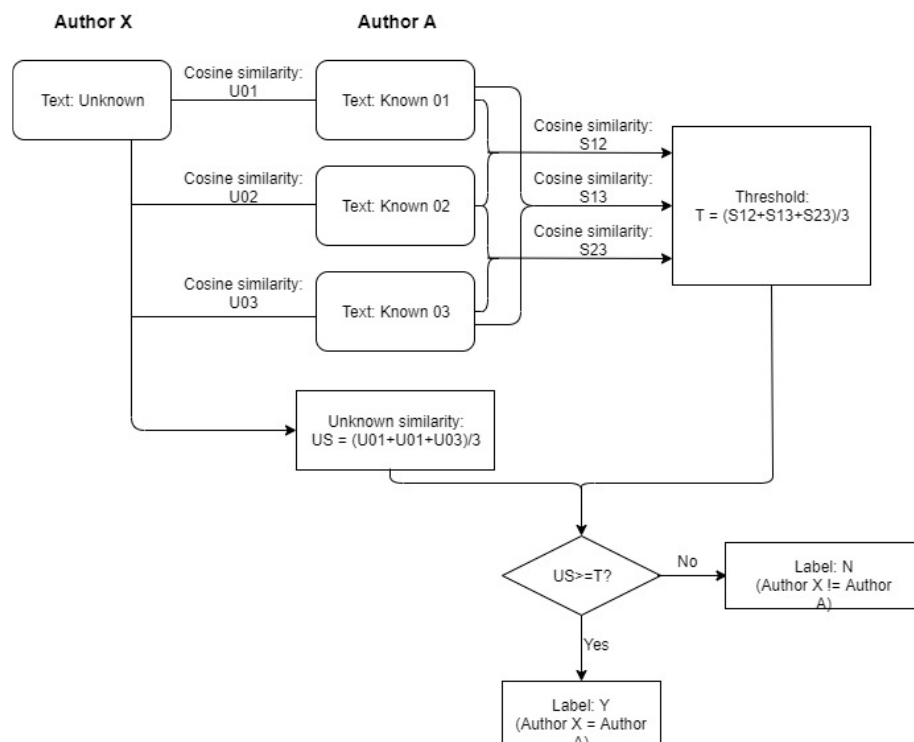 Author X
Author A
Cosine similarity:
U01
Text: Unknown
Text: Known 01
Cosine similarity:
S12
Cosine similarity:
U02
Text: Known 02
Cosine similarity:
S13
Threshold:
T = (S12+S13+S23)/3
Cosine similarity:
S23
Cosine similarity:
U03
Text: Known 03
Unknown similarity:
US = (U01+U01+U03)/3
US>=T?
No
Label: N
(Author X != Author
A)
Yes
Label: Y
(Author X = Author
A)